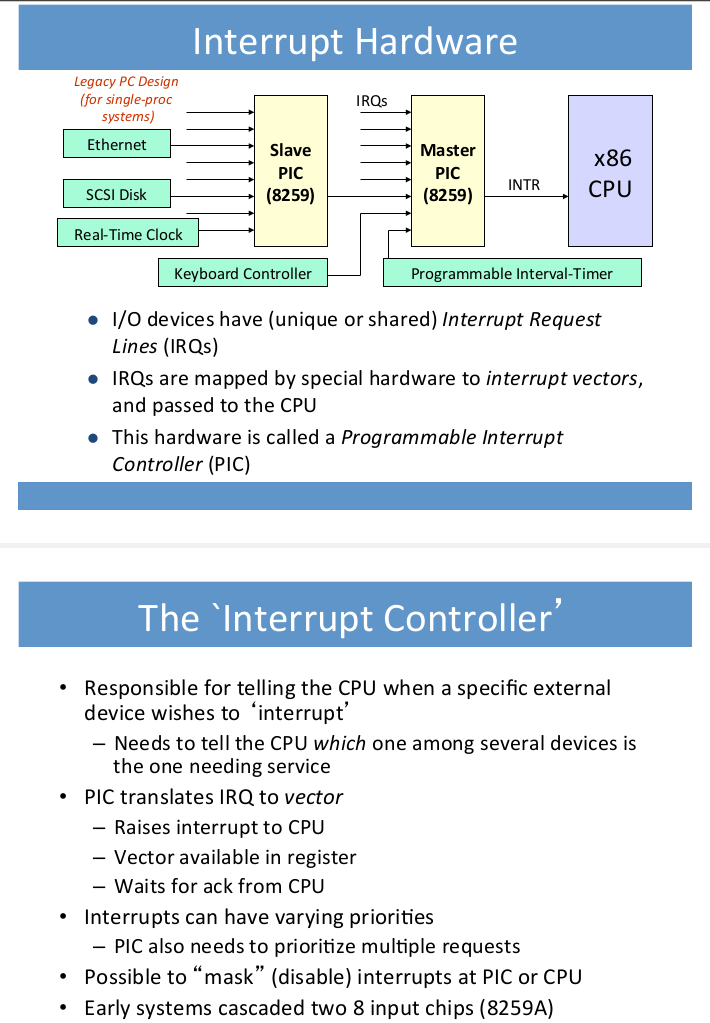 Interrupt Hardware
Legacy PC Design
(for single-proc
systems)
IRQs
Ethernet
Slave
PIC
(8259)
Master
PIC
(8259)
x86
CPU
INTR
SCSI Disk
Real-Time Clock
Keyboard Controller
Programmable Interval-Timer
● I/O devices have (unique or shared) Interrupt Request
Lines (IRQs)
● IRQs are mapped by special hardware to interrupt vectors,
and passed to the CPU
● This hardware is called a Programmable Interrupt
Controller (PIC)
The `Interrupt Controller’
• Responsible for telling the CPU when a specific external
device wishes to ‘interrupt’
– Needs to tell the CPU which one among several devices is
the one needing service
• PIC translates IRQ to vector
– Raises interrupt to CPU
– Vector available in register
– Waits for ack from CPU
• Interrupts can have varying priorities
– PIC also needs to prioritize multiple requests
• Possible to “mask” (disable) interrupts at PIC or CPU
• Early systems cascaded two 8 input chips (8259A)